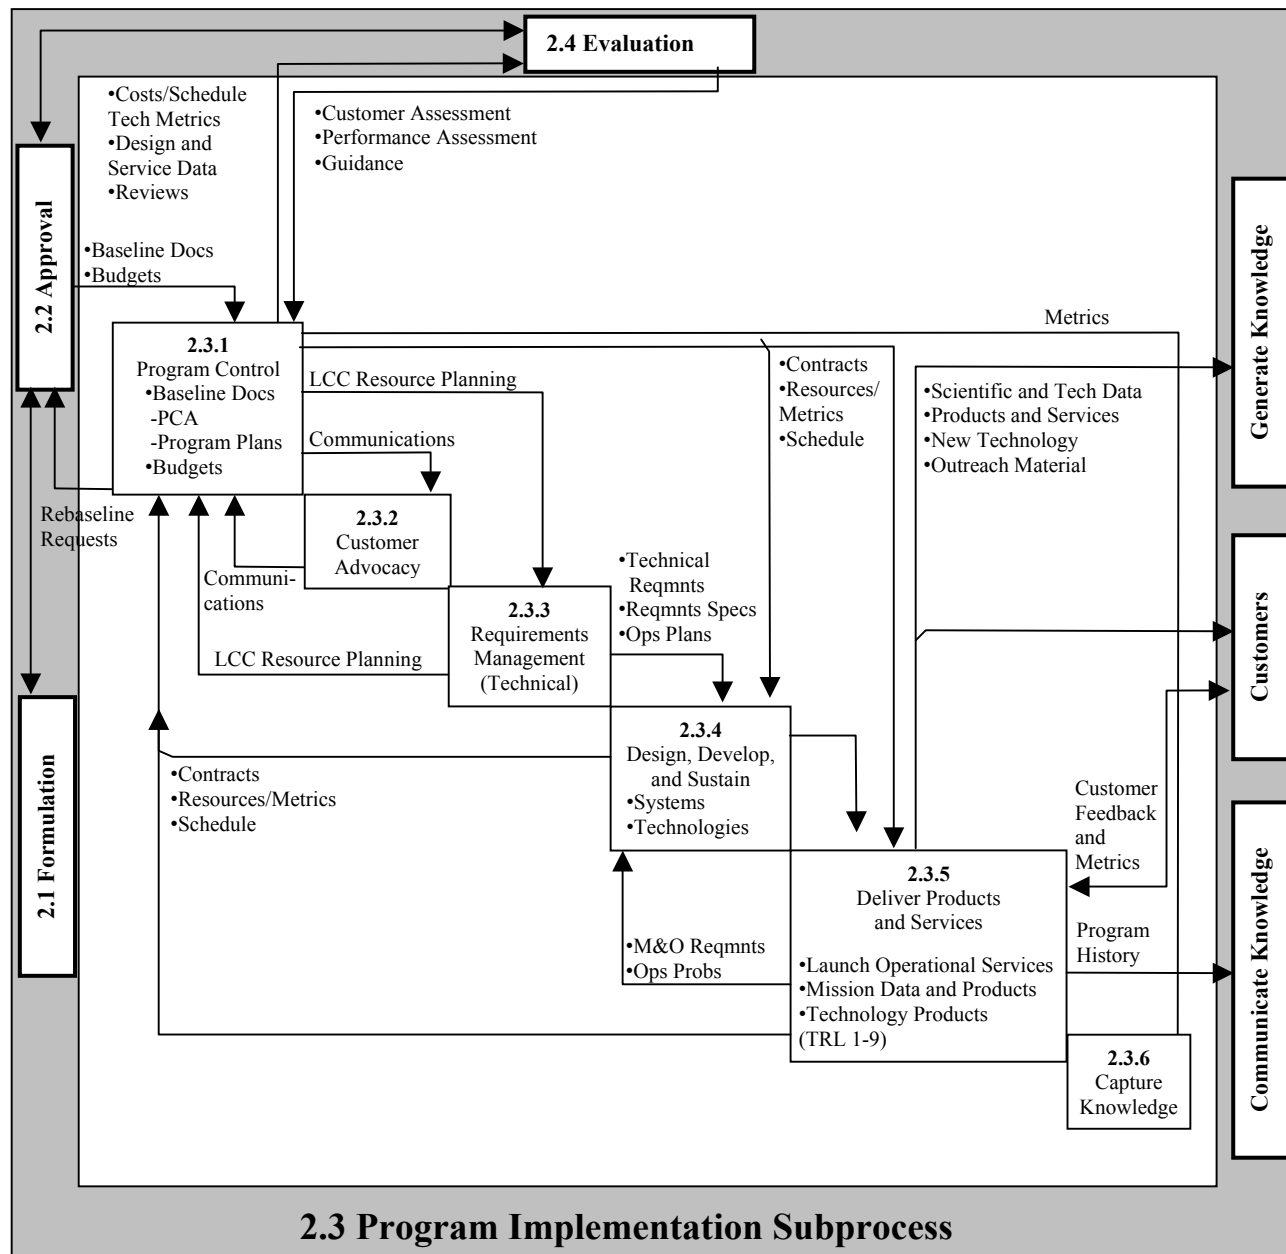 2.4 Evaluation
•Costs/Schedule
Tech Metrics
•Design and
Service Data
•Reviews
•Customer Assessment
•Performance Assessment
•Guidance
2.2 Approval
•Baseline Docs
•Budgets
Generate Knowledge
Metrics
2.3.1
Program Control
•Baseline Docs
-PCA
-Program Plans
•Budgets
LCC Resource Planning
Communications
•Contracts
•Resources/
Metrics
•Schedule
•Scientific and Tech Data
•Products and Services
•New Technology
•Outreach Material
Rebaseline
Requests
2.3.2
Customer
Advocacy
Communi-
cations
•Technical
Reqmnts
•Reqmnts Specs
•Ops Plans
2.3.3
Requirements
Management
(Technical)
LCC Resource Planning
Customers
2.1 Formulation
2.3.4
Design, Develop,
and Sustain
•Systems
•Technologies
•Contracts
•Resources/Metrics
•Schedule
Customer
Feedback
and
Metrics
2.3.5
Deliver Products
and Services
•Launch Operational Services
•Mission Data and Products
•Technology Products
(TRL 1-9)
•M&O Reqmnts
•Ops Probs
Program
History
Communicate Knowledge
2.3.6
Capture
Knowledge
2.3 Program Implementation Subprocess